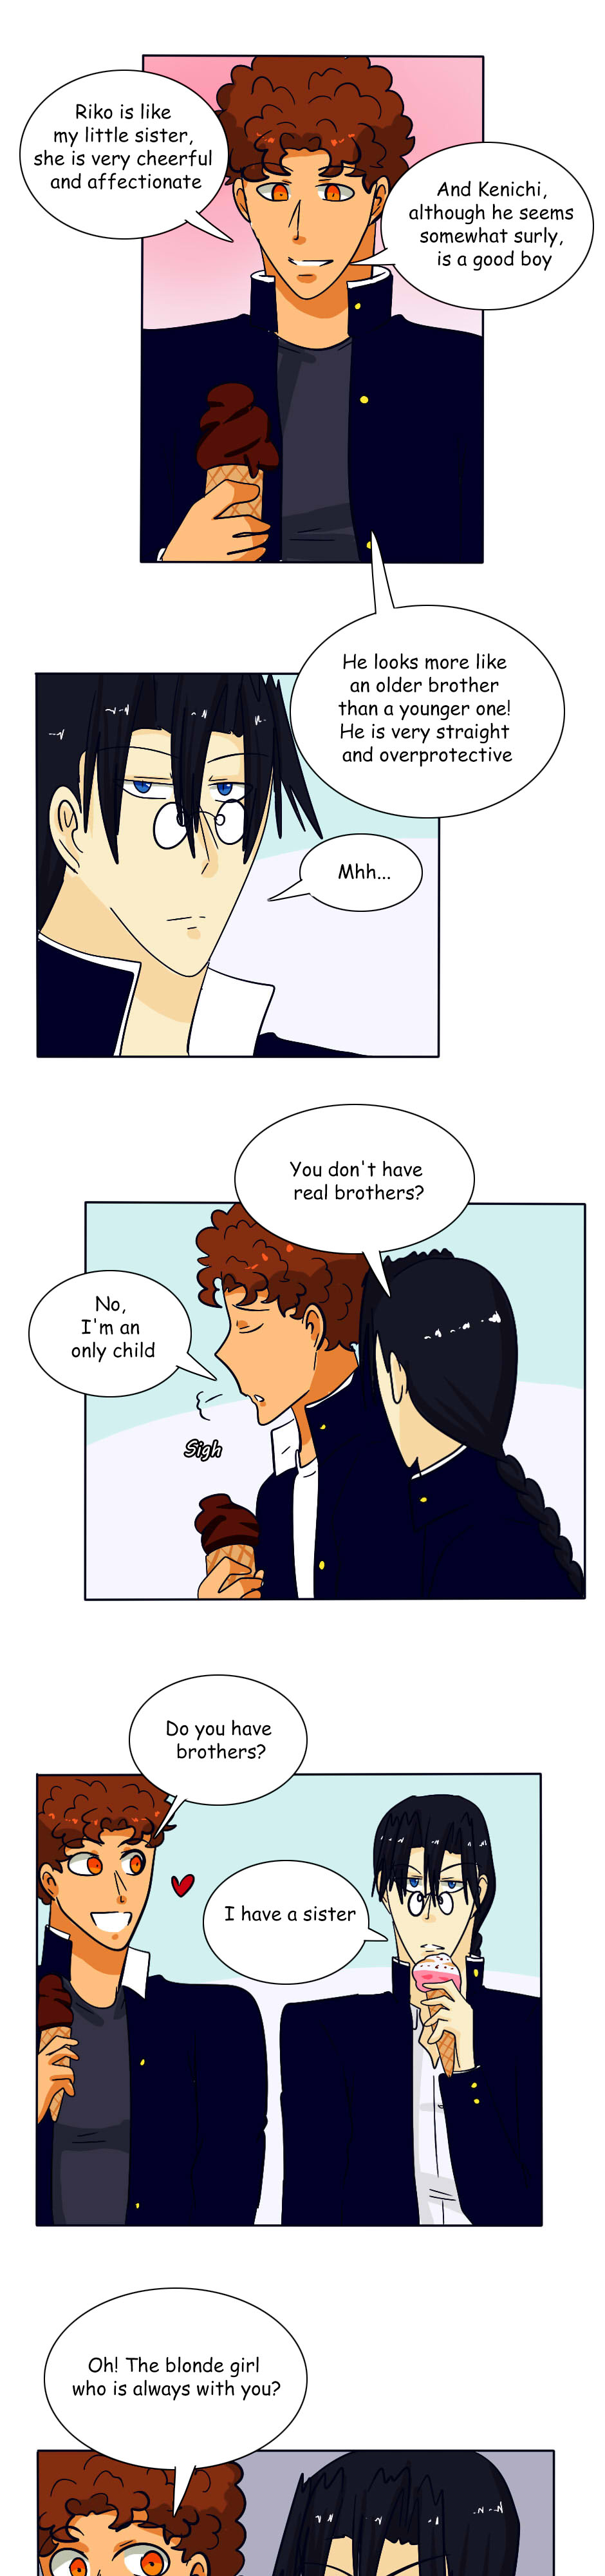 Riko is like
my little sister,
she is very cheerful
and affectionate
And Kenichi,
although he seems
somewhat surly,
is a good boy
He looks more like
an older brother
than a younger one!
He is very straight
and overprotective
Mhh...
You don't have
real brothers?
No,
I'm an
only child
Sigh
Do you have
brothers?
I have a sister
Oh! The blonde girl
who is always with you?